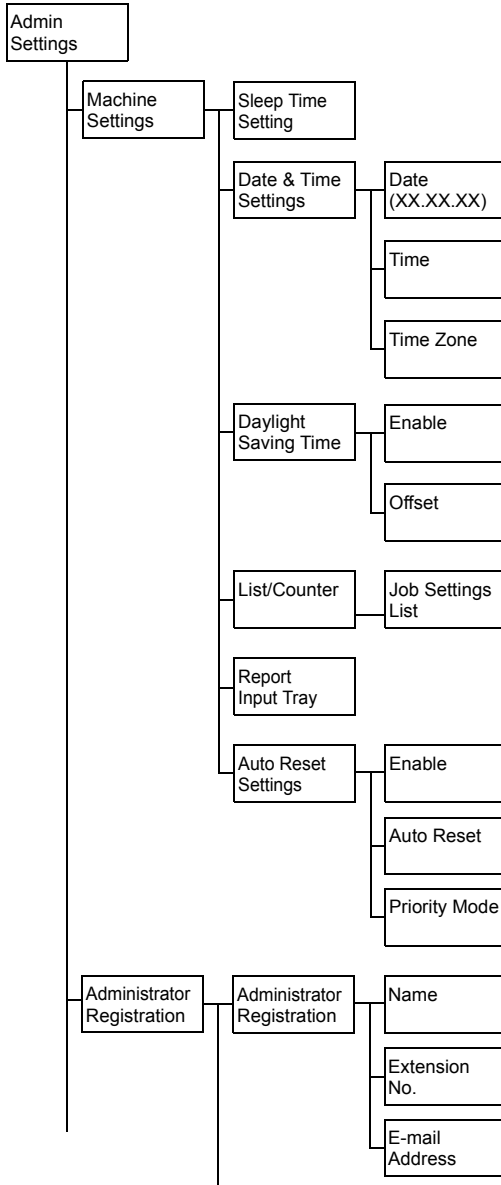 Admin
Settings
Machine
Settings
Sleep Time
Setting
Date & Time
Settings
Date
(XX.XX.XX)
Time
Time Zone
Daylight
Saving Time
Enable
Offset
List/Counter
Job Settings
List
Report
Input Tray
Auto Reset
Settings
Enable
Auto Reset
Priority Mode
Administrator
Registration
Administrator
Registration
Name
Extension
No.
E-mail
Address